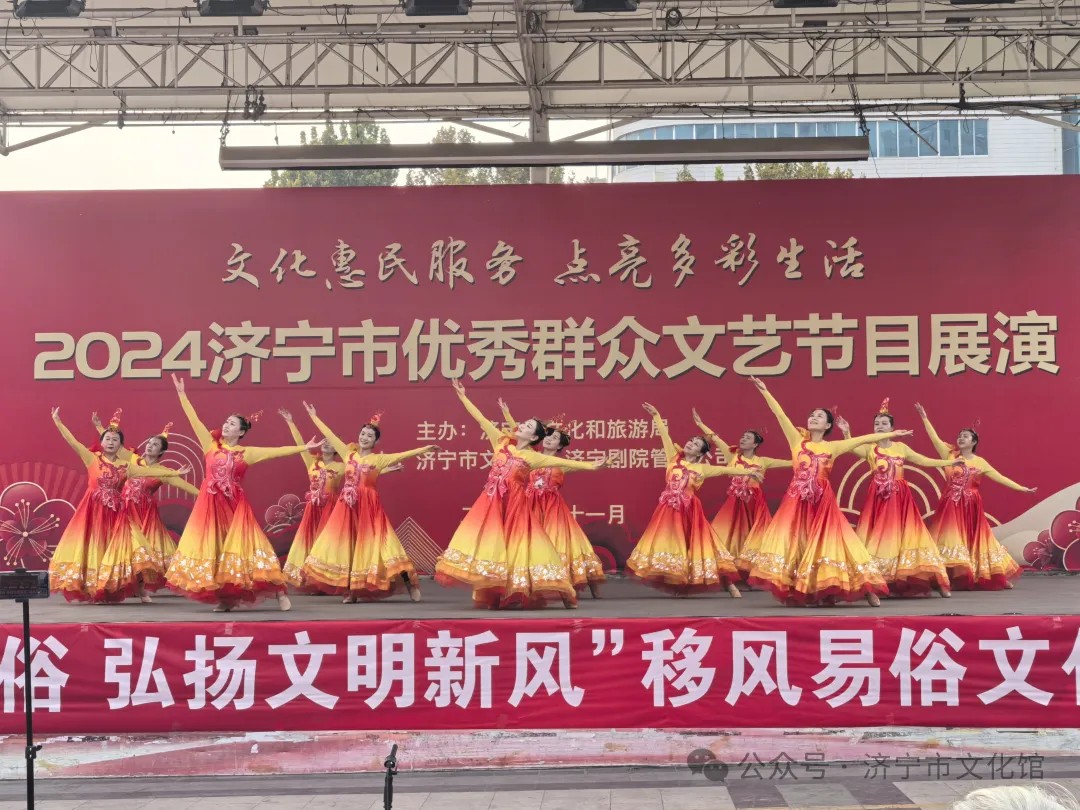 文化惠民服务 点亮多彩生活
2024济宁市优秀群众文艺节目展演
主办：济宁 化和旅游局
济宁市文 济宁剧院管 司
十一月
俗 弘扬文明新风”移风易俗文
公众号·济宁市文化馆